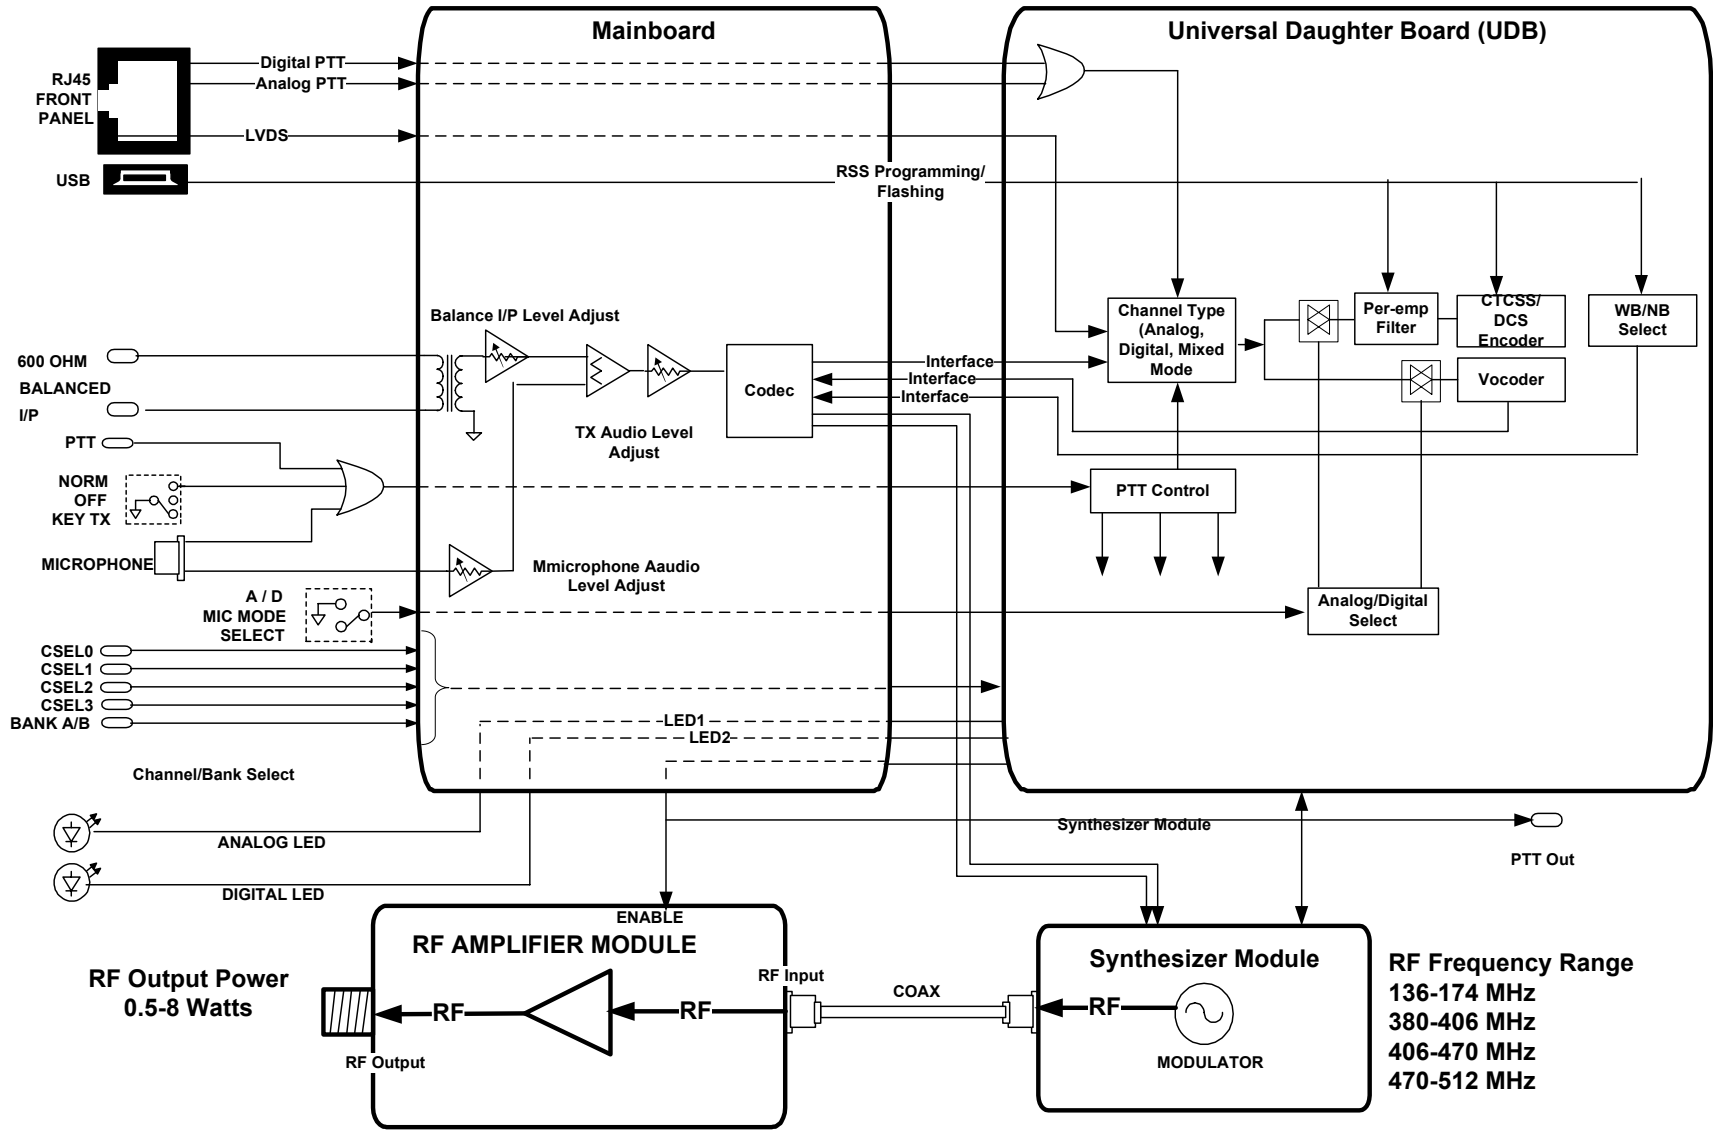 Mainboard
Universal Daughter Board (UDB)
RJ45
FRONT
PANEL
Digital PTT
Analog PTT
LVDS
USB
RSS Programming/
Flashing
Balance I/P Level Adjust
600 OHM
BALANCED
I/P
Codec
TX Audio Level
Adjust
Interface
Interface
Interface
Channel Type
(Analog,
Digital, Mixed
Mode
Per-emp
Filter
CTCSS/
DCS
Encoder
WB/NB
Select
Vocoder
PTT
NORM
OFF
KEY TX
PTT Control
MICROPHONE
Mmicrophone Aaudio
Level Adjust
A / D
MIC MODE
SELECT
Analog/Digital
Select
CSEL0
CSEL1
CSEL2
CSEL3
BANK A/B
LED1
LED2
Channel/Bank Select
ANALOG LED
DIGITAL LED
Synthesizer Module
PTT Out
ENABLE
RF AMPLIFIER MODULE
RF Output Power
0.5-8 Watts
RF
RF
RF Input
RF Output
COAX
Synthesizer Module
RF
MODULATOR
RF Frequency Range
136-174 MHz
380-406 MHz
406-470 MHz
470-512 MHz